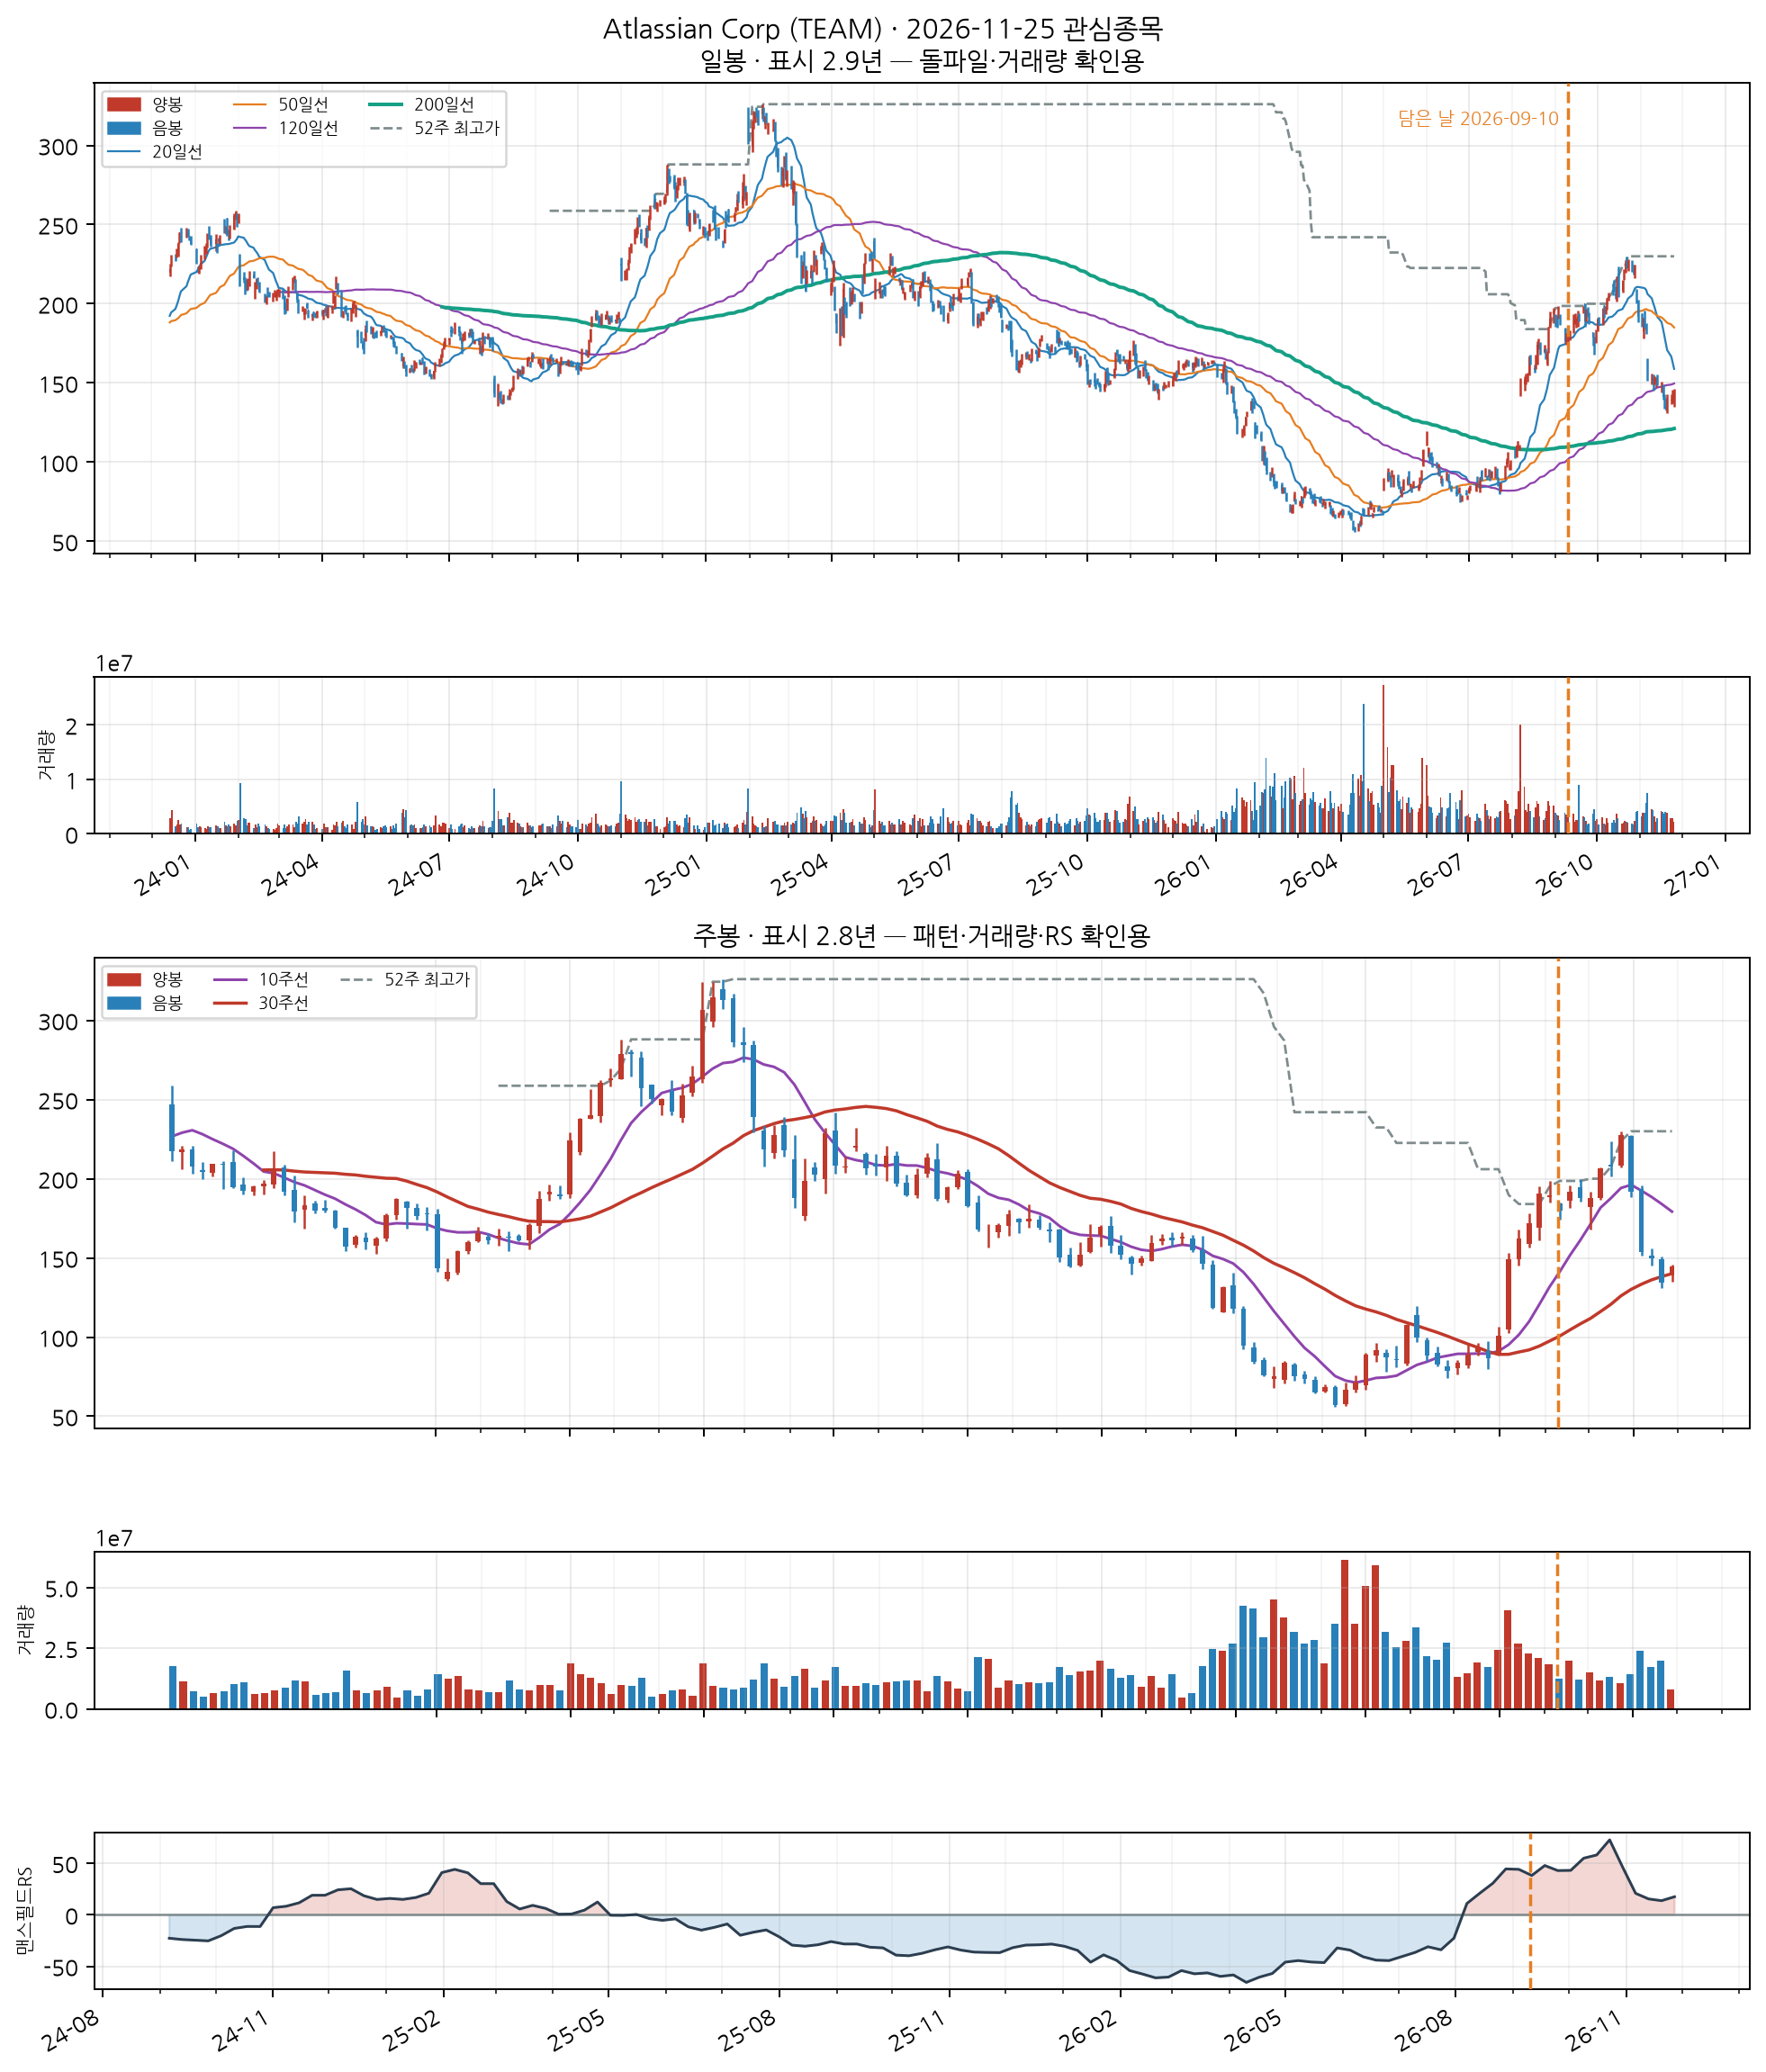 Atlassian Corp (TEAM) · 2026-11-25 관심종목
일봉 · 표시 2.9년 — 돌파일·거래량 확인용
양봉
음봉
20일선
50일선
120일선
200일선
52주 최고가
담은 날 2026-09-10
300
250
200
150
100
50
1e7
거래량
2
1
0
24-01
24-04
24-07
24-10
25-01
25-04
25-07
25-10
26-01
26-04
26-07
26-10
27-01
주봉 · 표시 2.8년 — 패턴·거래량·RS 확인용
양봉
음봉
10주선
30주선
52주 최고가
300
250
200
150
100
50
1e7
거래량
5.0
2.5
0.0
맨스필드RS
50
0
-50
24-08
24-11
25-02
25-05
25-08
25-11
26-02
26-05
26-08
26-11